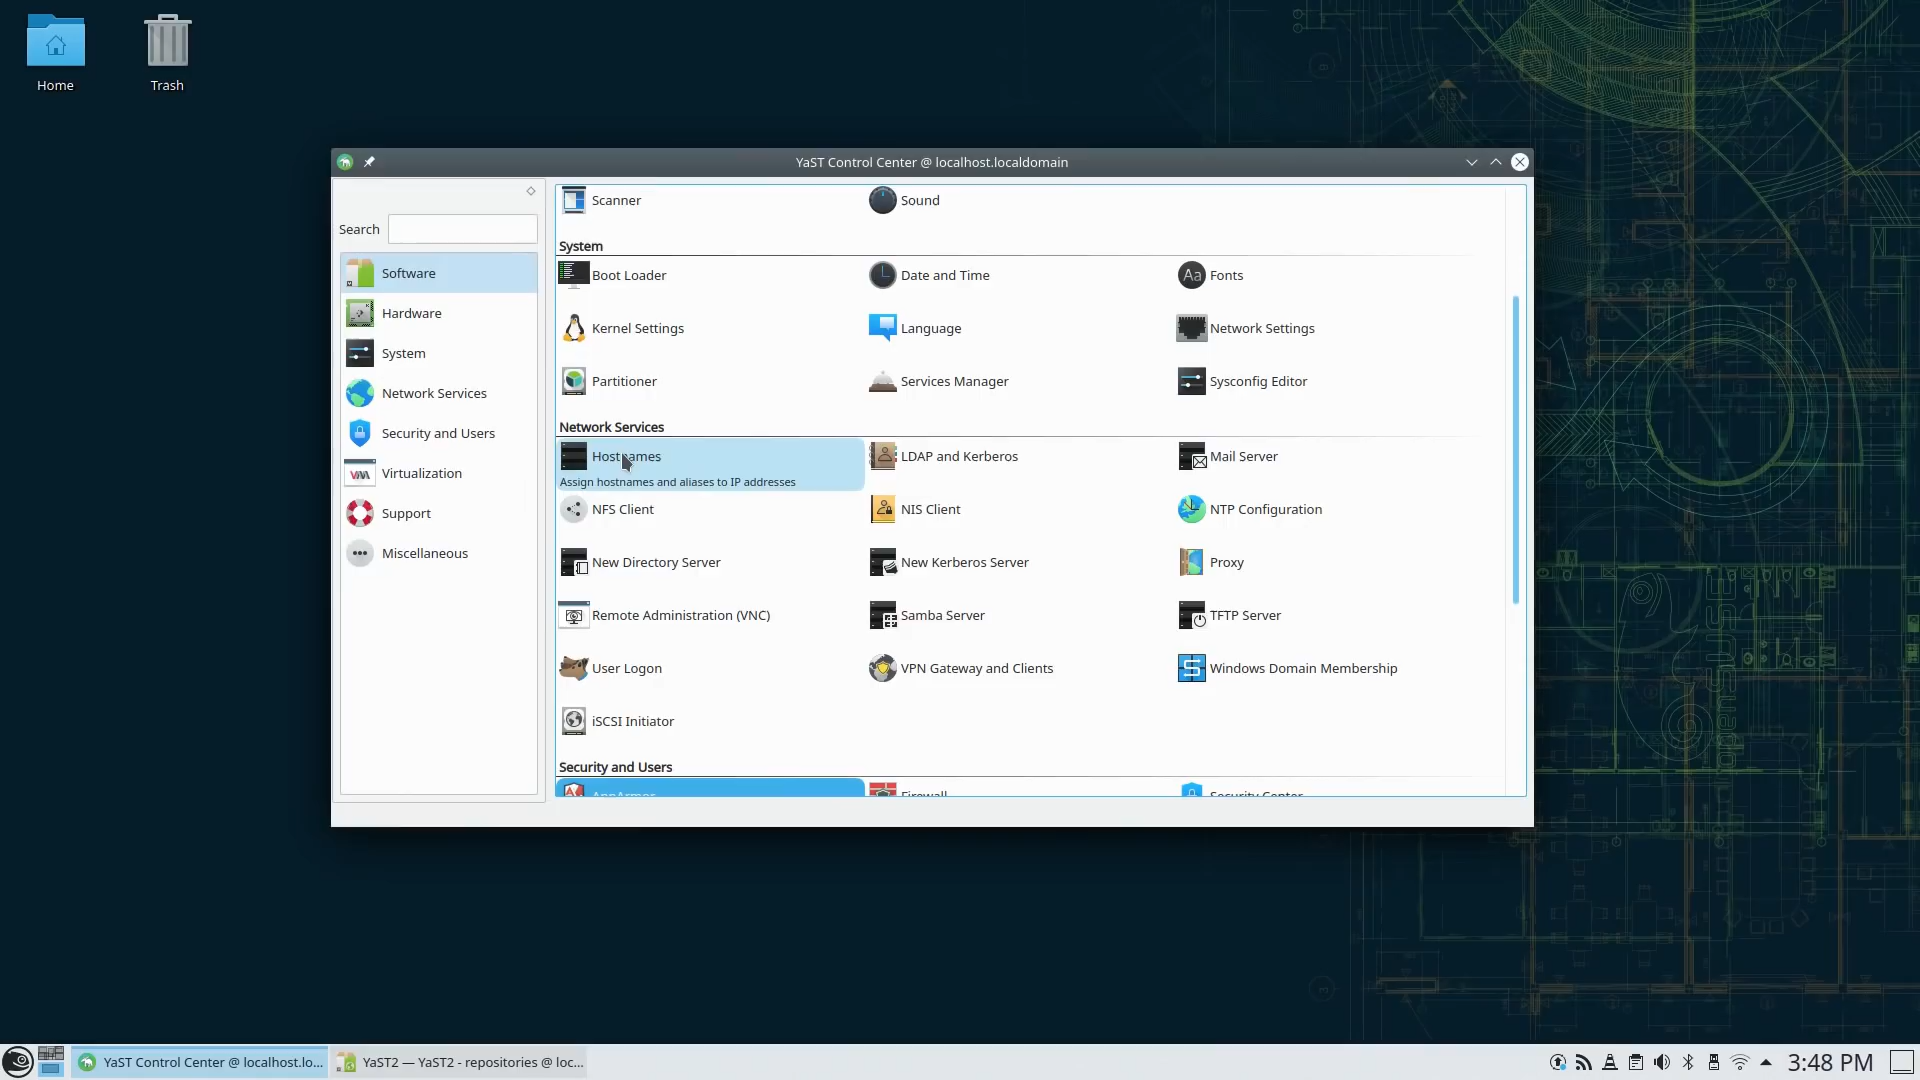 Home
Trash
YaST Control Center @ localhost.localdomain
Search
Software
Hardware
System
Network Services
Security and Users
Virtualization
Support
Miscellaneous
Scanner
Sound
System
Boot Loader
Date and Time
Fonts
Kernel Settings
Language
Network Settings
Partitioner
Services Manager
Sysconfig Editor
Network Services
Hostnames
Assign hostnames and aliases to IP addresses
LDAP and Kerberos
Mail Server
NFS Client
NIS Client
NTP Configuration
New Directory Server
New Kerberos Server
Proxy
Remote Administration (VNC)
Samba Server
TFTP Server
User Logon
VPN Gateway and Clients
Windows Domain Membership
iSCSI Initiator
Security and Users
AppArmor
Firewall
Security Center
openSUSE
YaST Control Center @ localhost.lo...
YaST2 — YaST2 - repositories @ loc...
3:48 PM